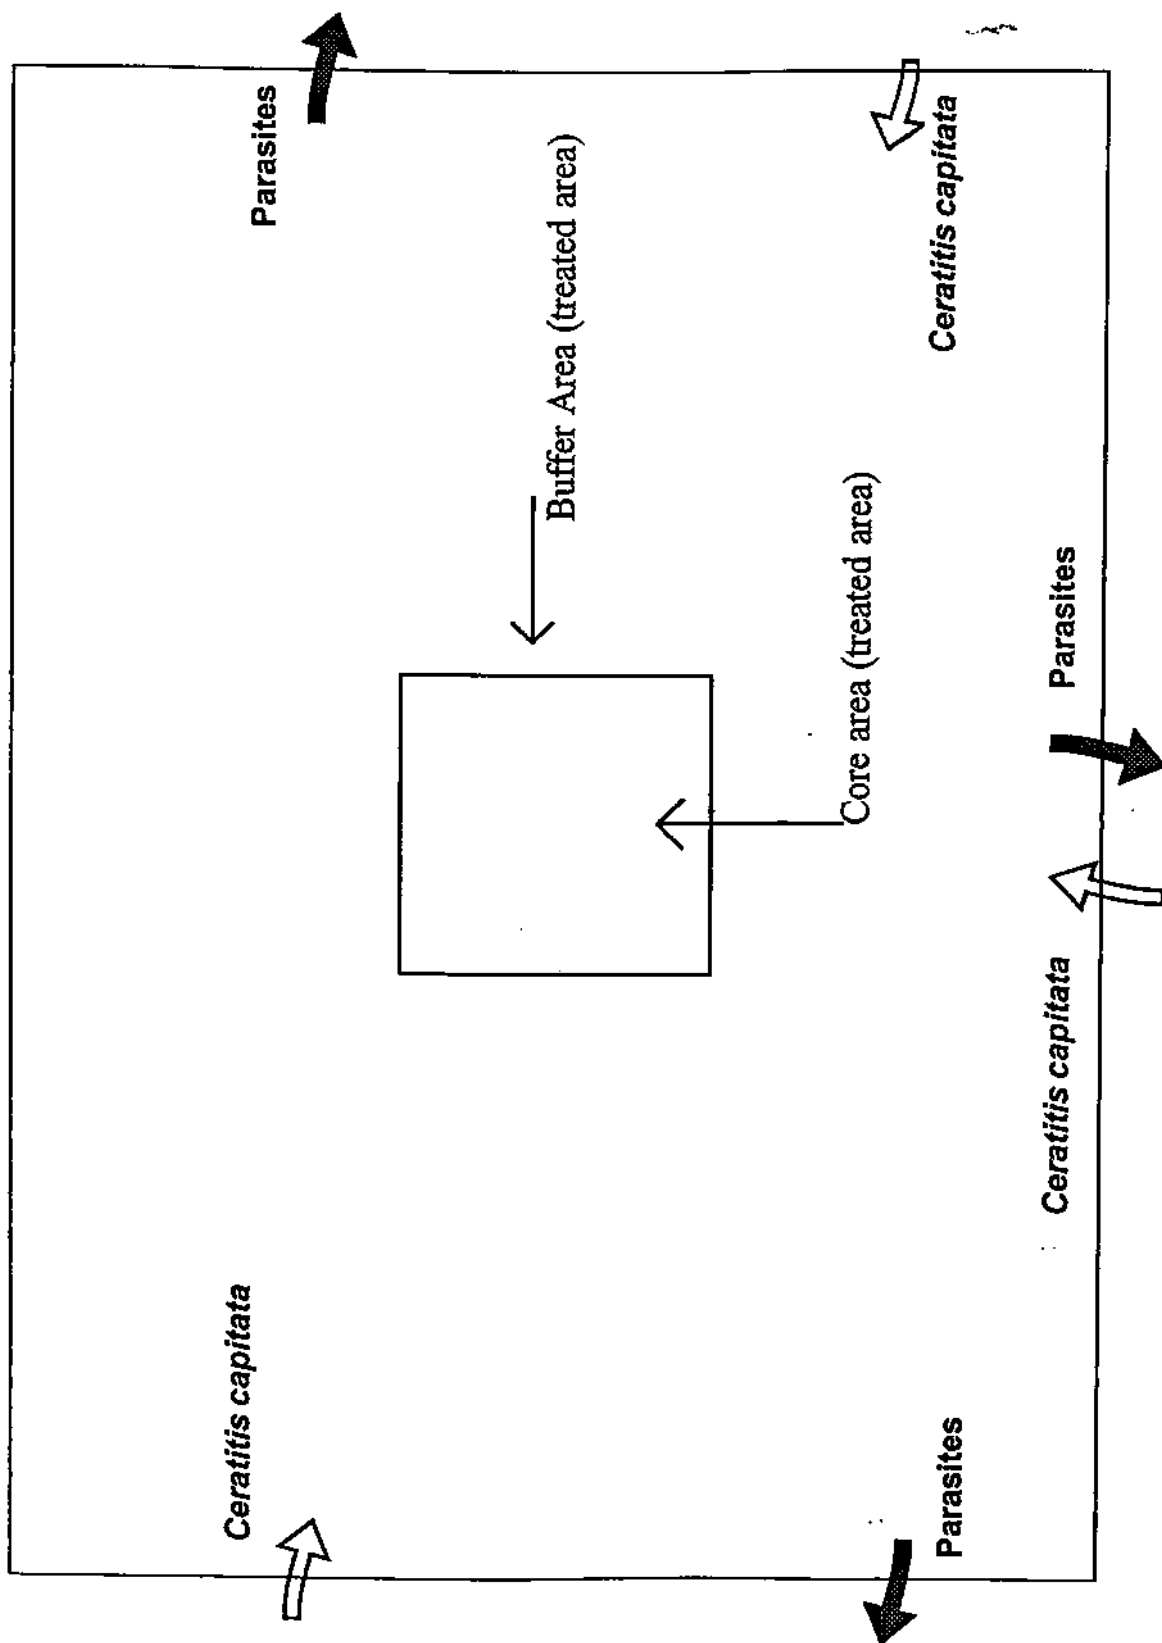 Ceratitis capitata
Parasites
Buffer Area (treated area)
Core area (treated area)
Parasites
Ceratitis capitata
Ceratitis capitata
Parasites